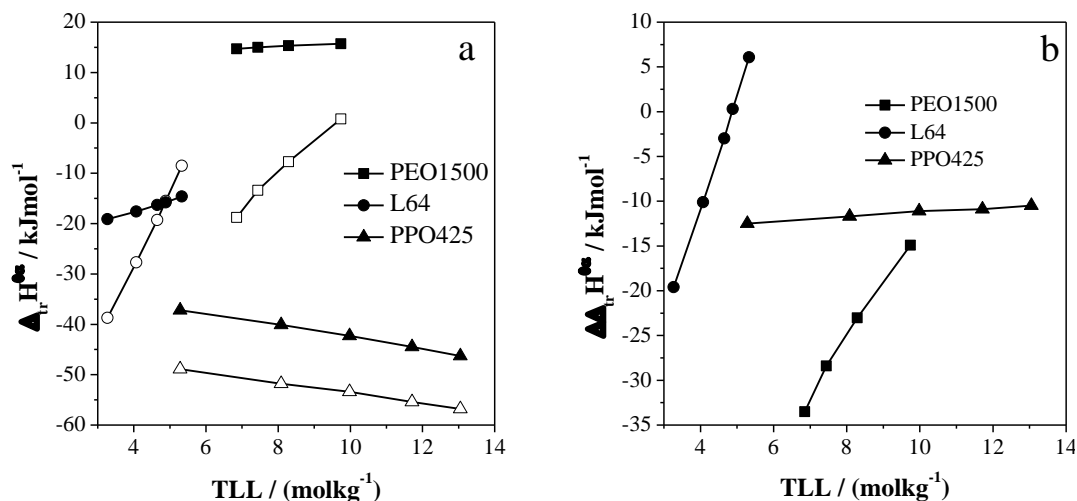 a
20
10
0
-10
-20
-30
-40
-50
-60
4 6 8 10 12 14
PEO1500
L64
PPO425
TLL / (molkg⁻¹)
Δ_tr H / kJmol⁻¹
b
10
5
0
-5
-10
-15
-20
-25
-30
-35
4 6 8 10 12 14
PEO1500
L64
PPO425
TLL / (molkg⁻¹)
ΔΔ_tr H / kJmol⁻¹